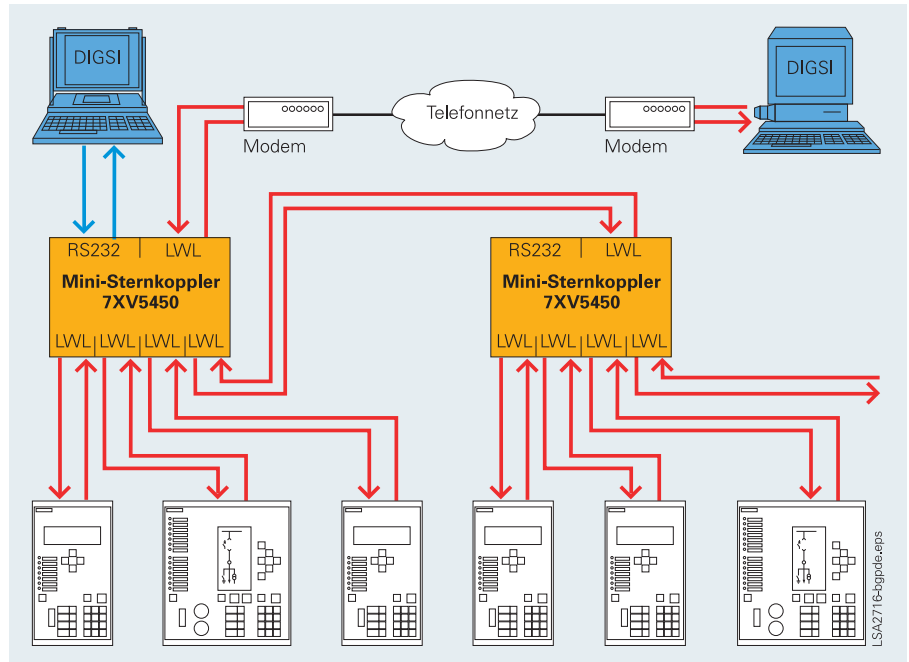 DIGSI
DIGSI
Telefonnetz
Modem
Modem
RS232 LWL
Mini-Sternkoppler
7XV5450
LWL LWL LWL LWL
RS232 LWL
Mini-Sternkoppler
7XV5450
LWL LWL LWL LWL
LSA2716-bgpde.eps